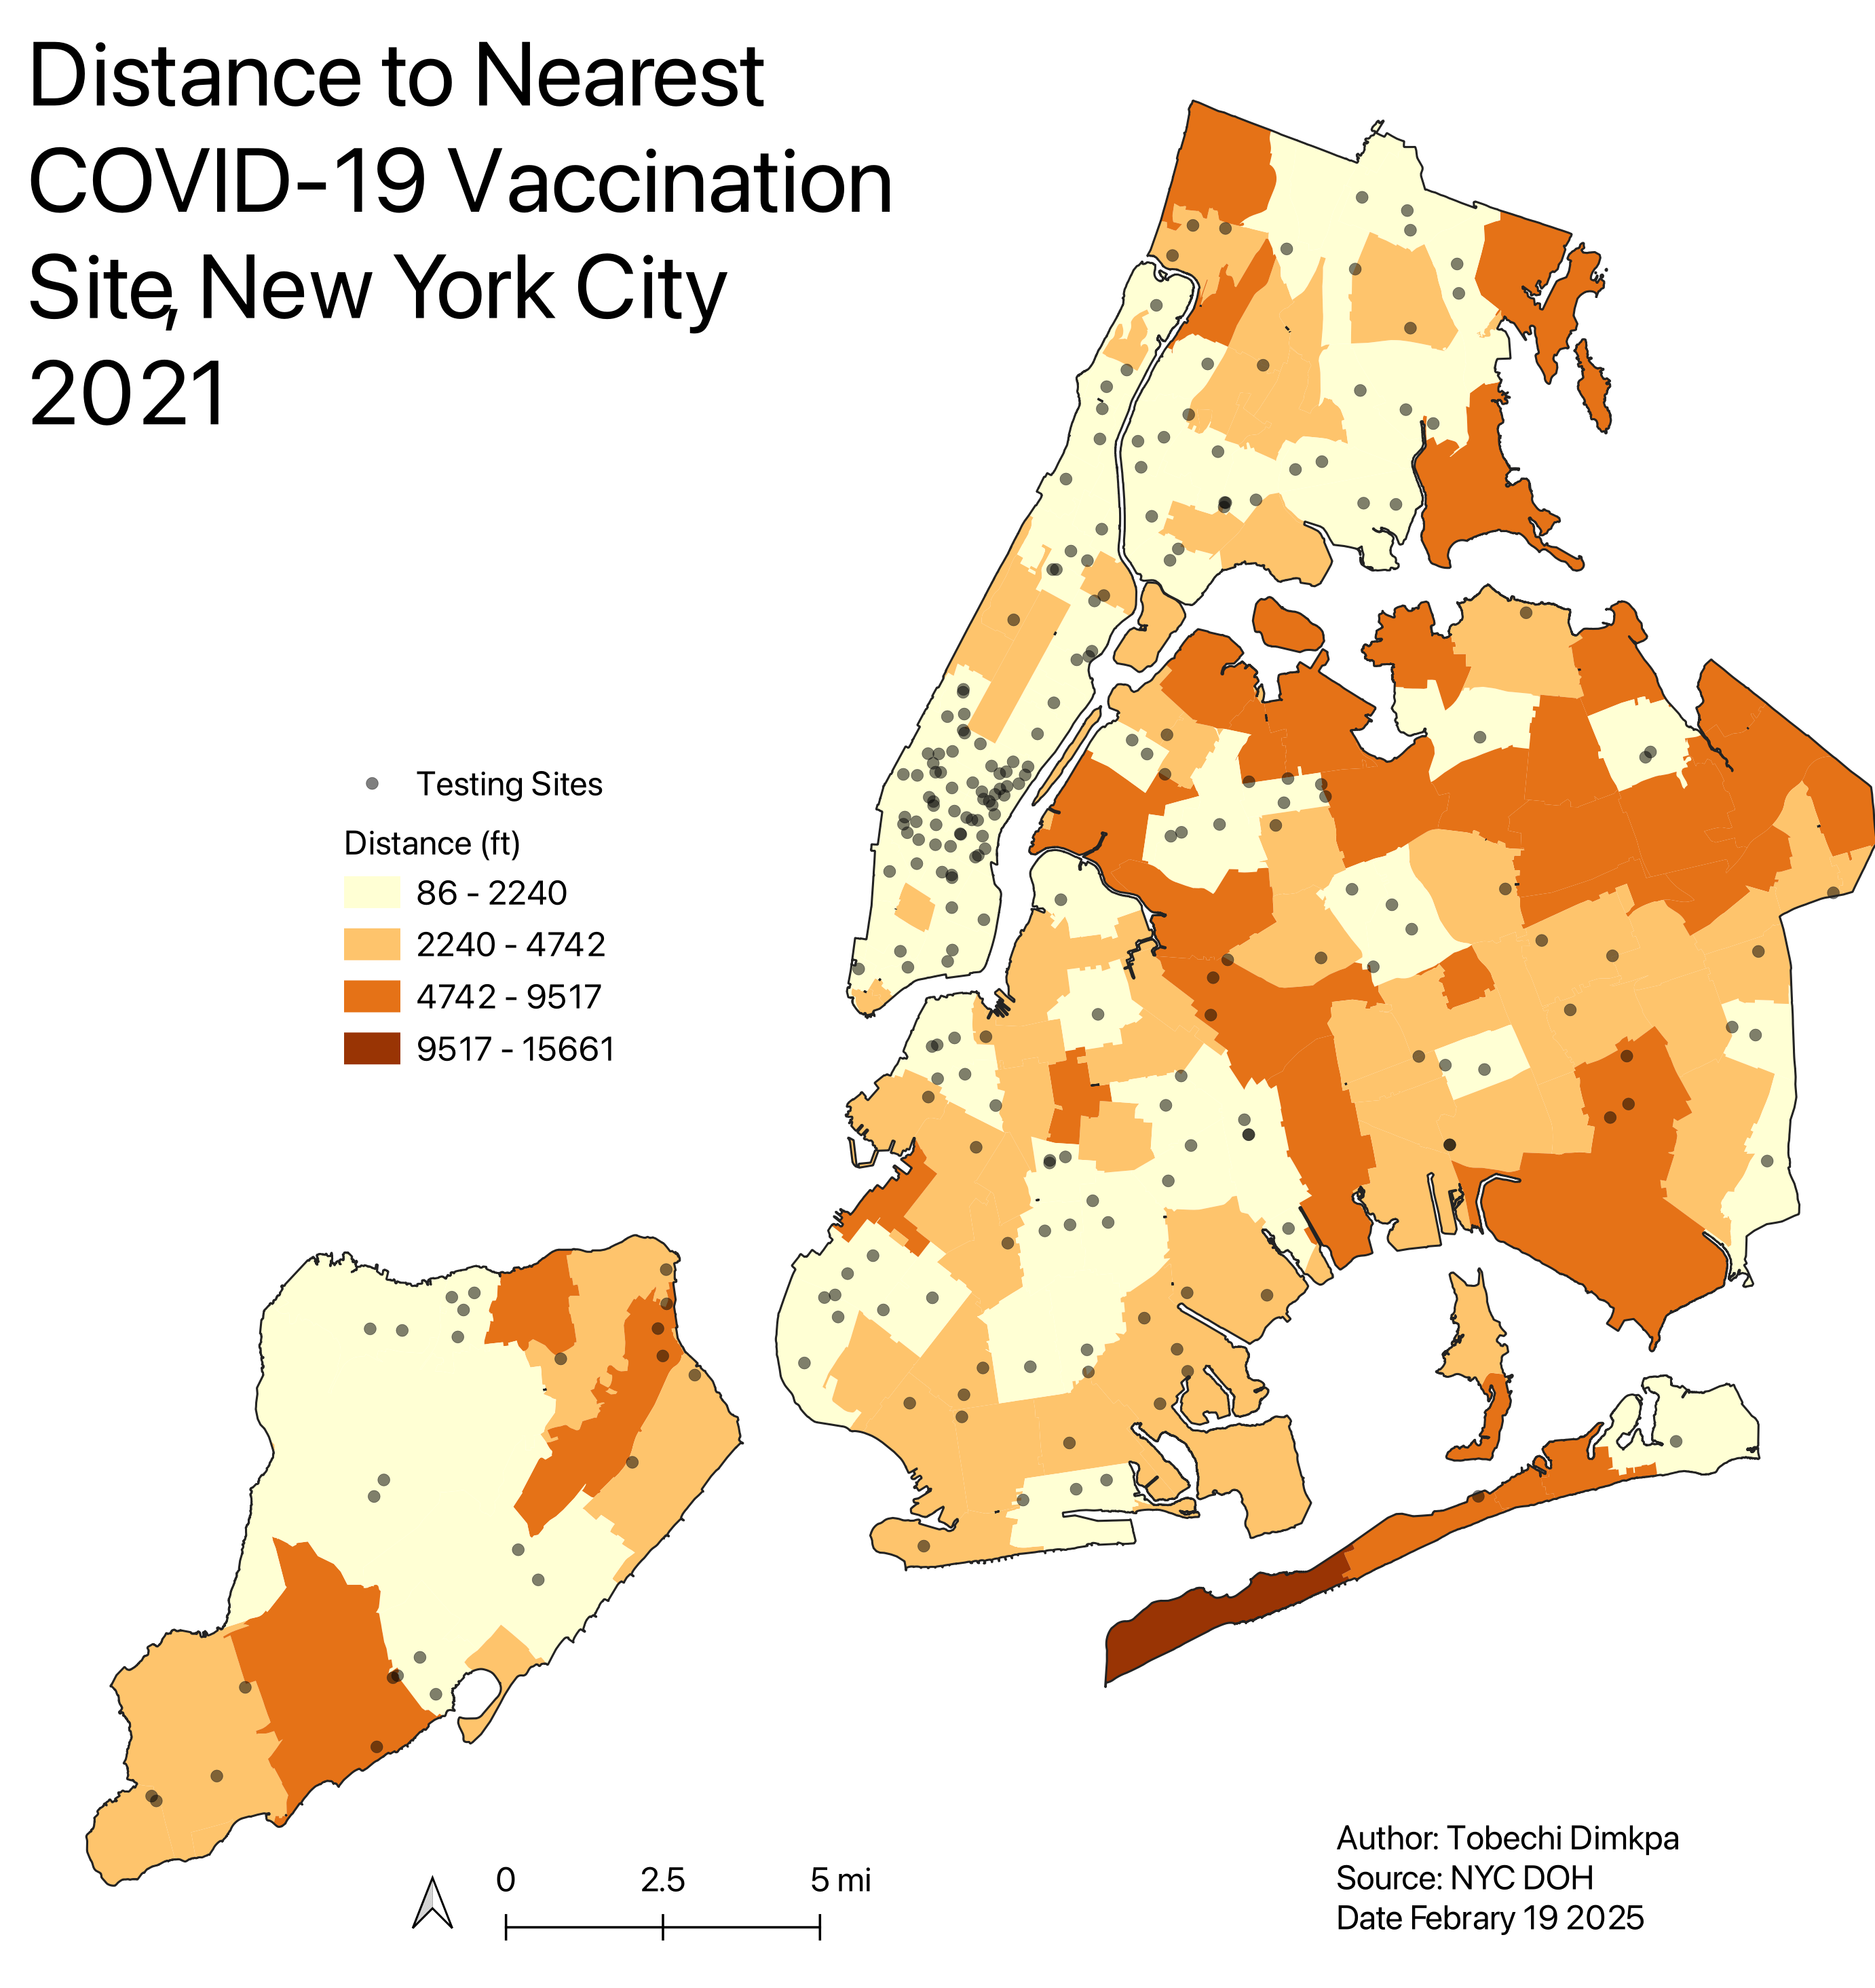 Distance to Nearest
COVID-19 Vaccination
Site, New York City
2021
Testing Sites
Distance (ft)
86 - 2240
2240 - 4742
4742 - 9517
9517 - 15661
0 2.5 5 mi
Author: Tobechi Dimkpa
Source: NYC DOH
Date Febrary 19 2025